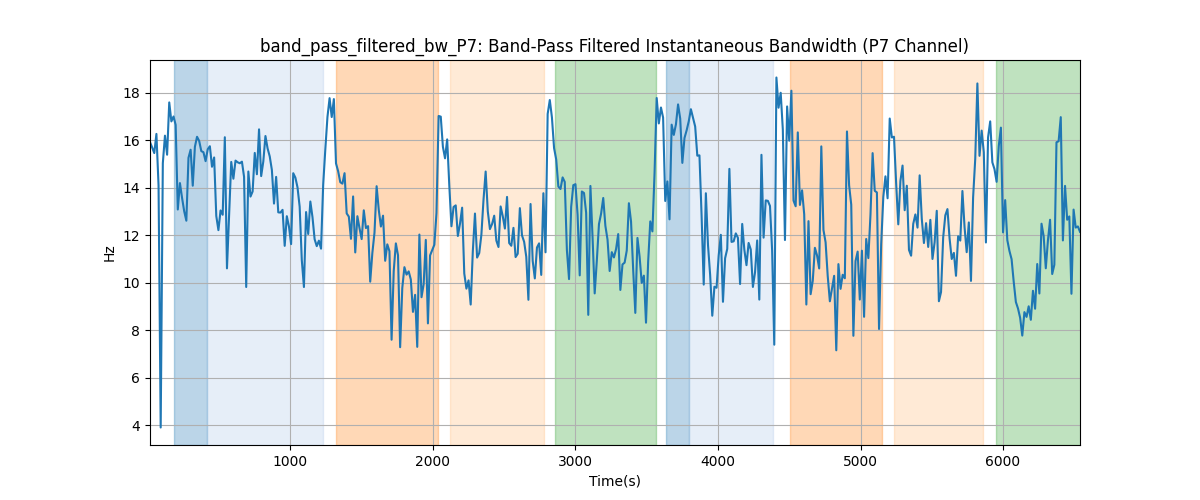 band_pass_filtered_bw_P7: Band-Pass Filtered Instantaneous Bandwidth (P7 Channel)
18
16
14
12
10
8
6
4
Hz
1000 2000 3000 4000 5000 6000
Time(s)